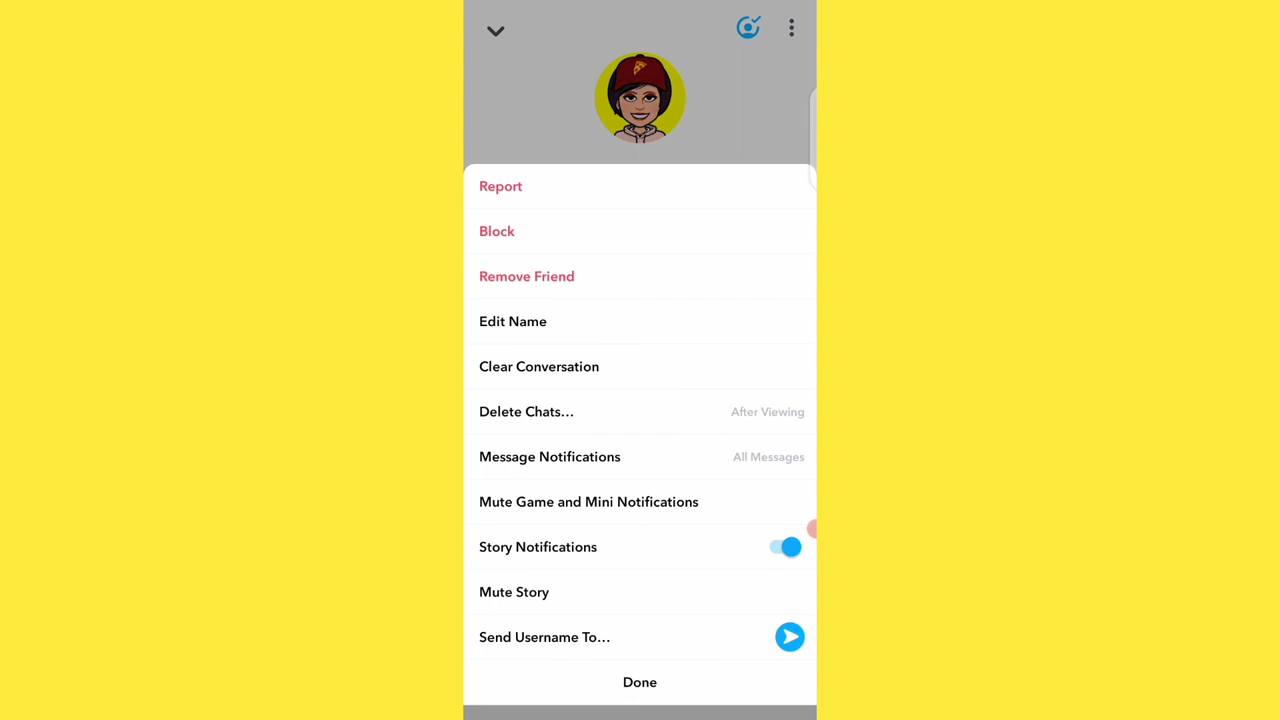 Report
Block
Remove Friend
Edit Name
Clear Conversation
Delete Chats... After Viewing
Message Notifications All Messages
Mute Game and Mini Notifications
Story Notifications
Mute Story
Send Username To...
Done